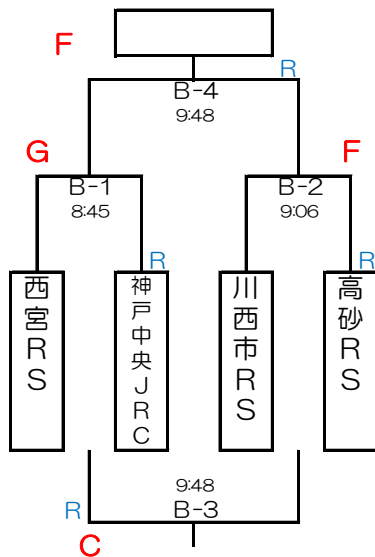 F
R
B-4
9:48
G
F
B-1
8:45
B-2
9:06
R
R
西宮RS
神戸中央JRC
川西市RS
高砂RS
9:48
R
B-3
C